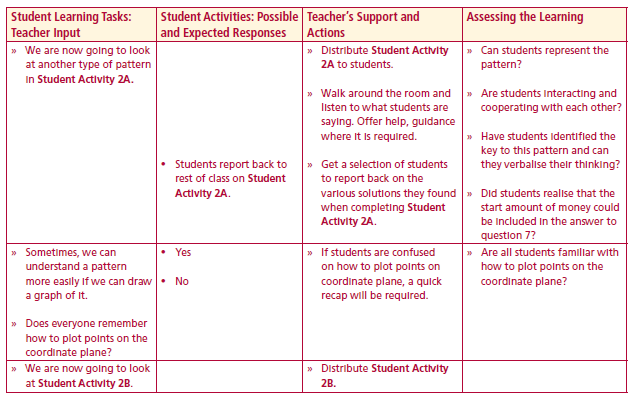 Student Learning Tasks:
Teacher Input
Student Activities: Possible
and Expected Responses
Teacher's Support and
Actions
Assessing the Learning
» We are now going to look
at another type of pattern
in Student Activity 2A.
• Students report back to
rest of class on Student
Activity 2A.
» Distribute Student Activity
2A to students.
» Walk around the room and
listen to what students are
saying. Offer help, guidance
where it is required.
» Get a selection of students
to report back on the
various solutions they found
when completing Student
Activity 2A.
» Can students represent the
pattern?
» Are students interacting and
cooperating with each other?
» Have students identified the
key to this pattern and can
they verbalise their thinking?
» Did students realise that the
start amount of money could
be included in the answer to
question 7?
» Sometimes, we can
understand a pattern
more easily if we can draw
a graph of it.
» Does everyone remember
how to plot points on the
coordinate plane?
• Yes
• No
» If students are confused
on how to plot points on
coordinate plane, a quick
recap will be required.
» Are all students familiar with
how to plot points on the
coordinate plane?
» We are now going to look
at Student Activity 2B.
» Distribute Student Activity
2B.